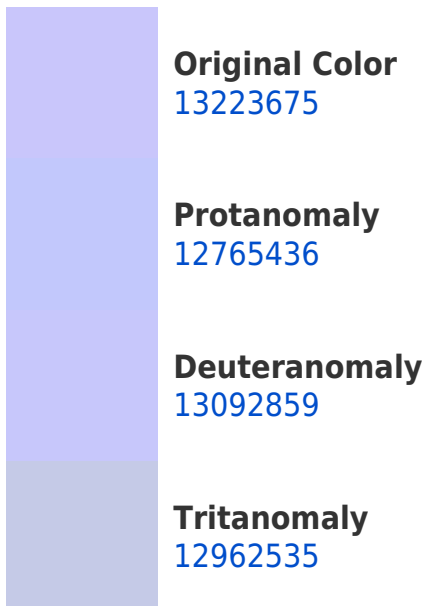 Original Color
13223675
Protanomaly
12765436
Deuteranomaly
13092859
Tritanomaly
12962535